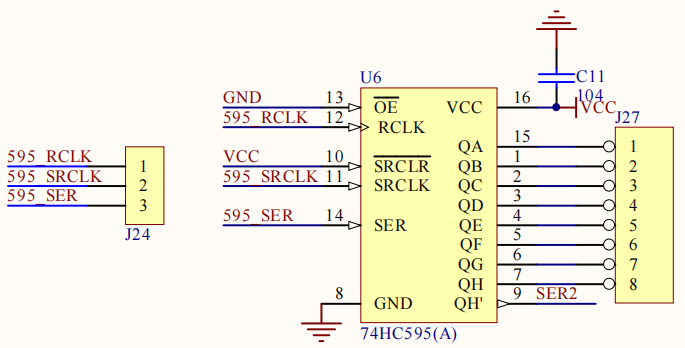 U6
C11
104
VCC
J27
GND 13 OE VCC 16
595_RCLK 12 RCLK
QA 15 1
595_RCLK 1
VCC 10 SRCLR QB 1 2
595_SRCLK 2
595_SRCLK 11 SRCLK QC 2 3
595_SER 3
QD 3 4
595_SER 14 SER QE 4 5
J24
QF 5 6
QG 6 7
QH 7 8
8 GND QH' 9 SER2
74HC595(A)